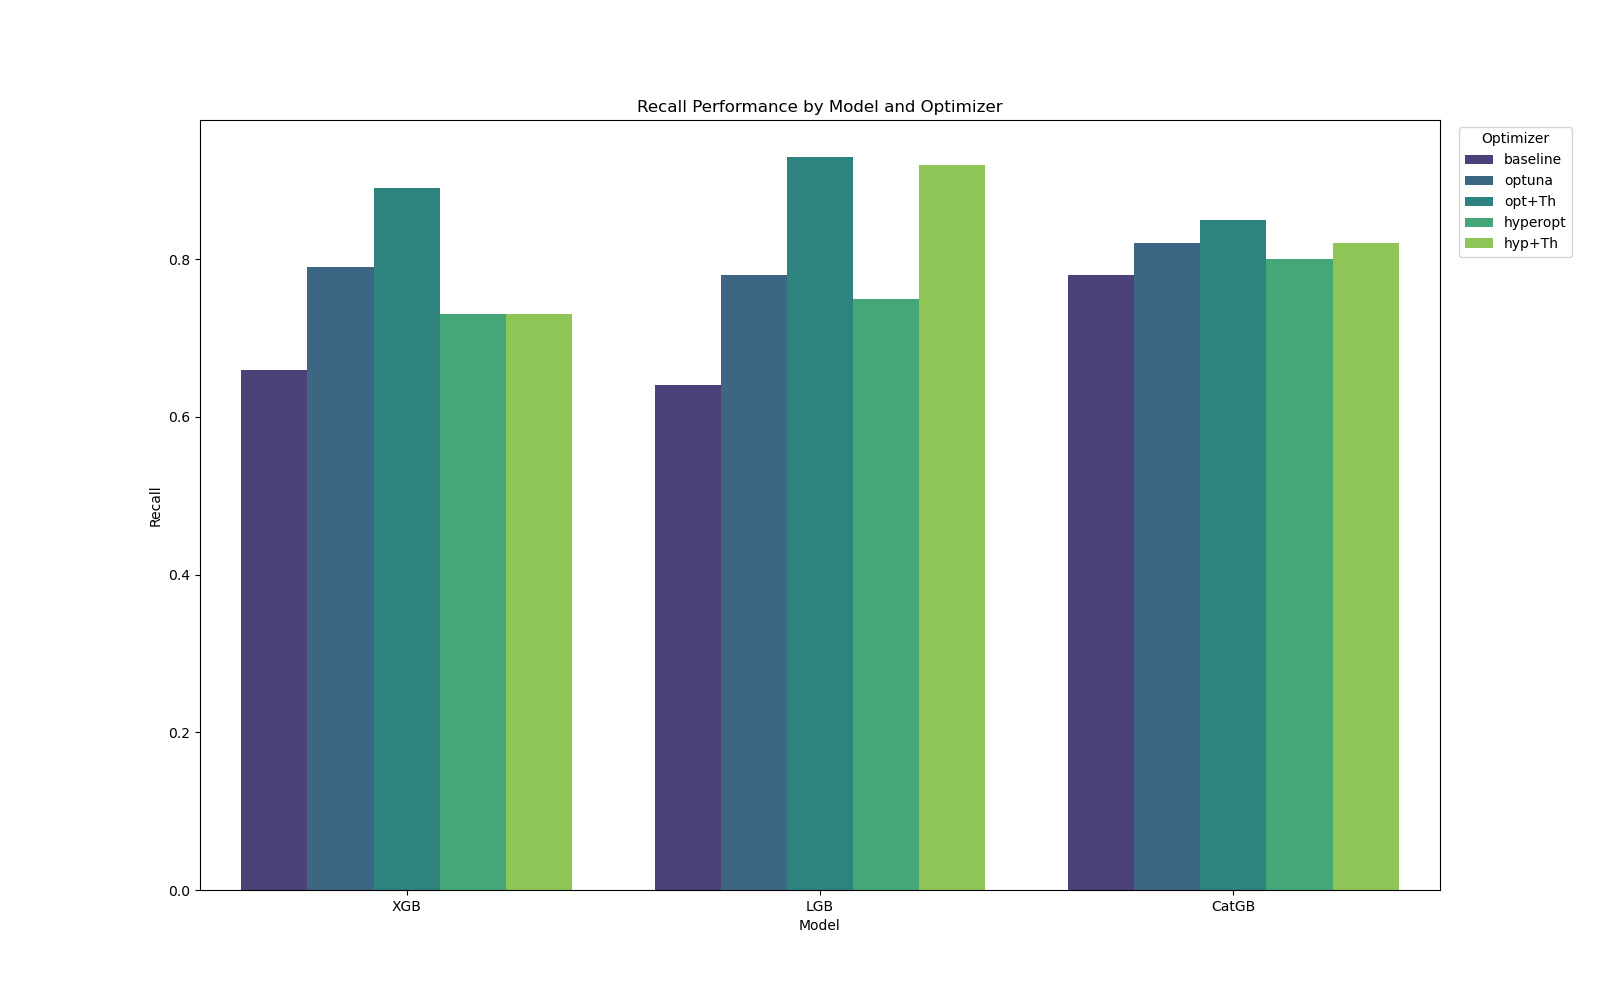 Recall Performance by Model and Optimizer
Optimizer
baseline
optuna
opt+Th
hyperopt
hyp+Th
Recall
0.8
0.6
0.4
0.2
0.0
XGB
LGB
CatGB
Model